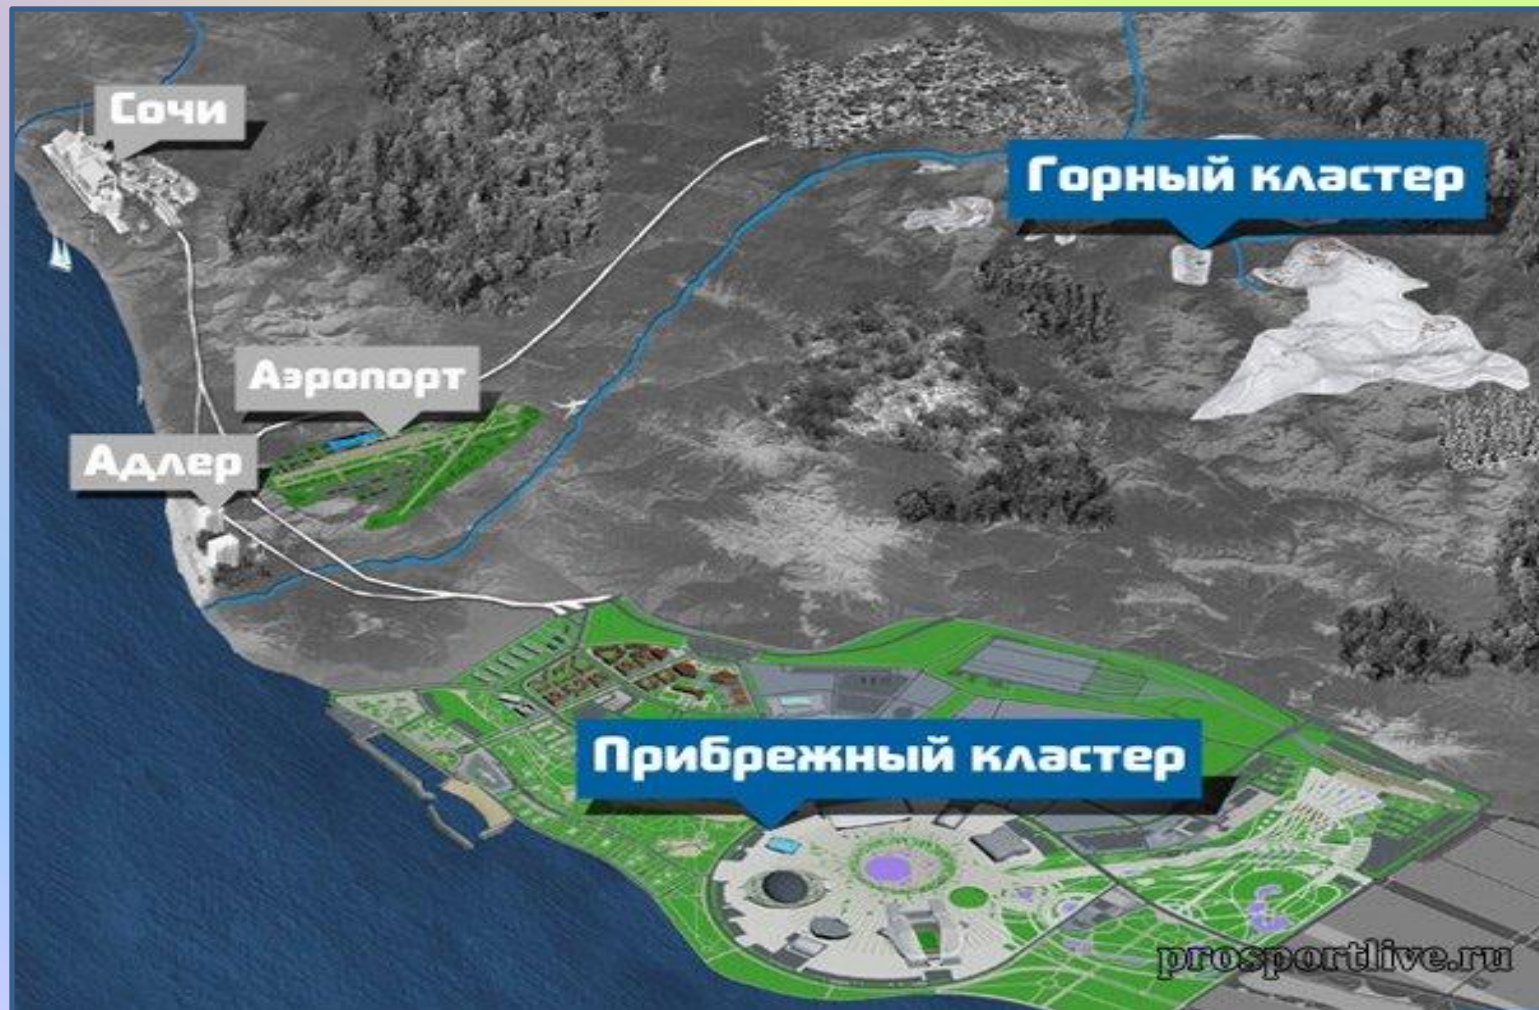 Сочи
Горный кластер
Аэропорт
Адлер
Прибрежный кластер
prosportlive.ru